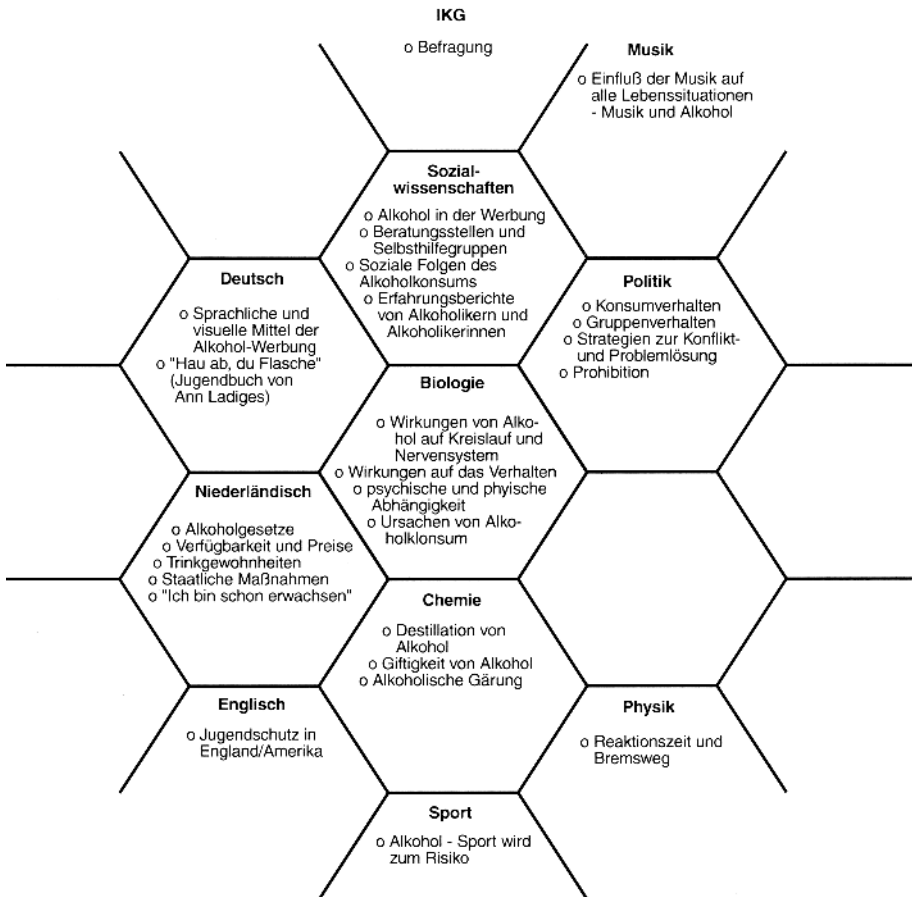 IKG
o Befragung
Musik
o Einfluß der Musik auf
alle Lebenssituationen
- Musik und Alkohol
Sozial-
wissenschaften
o Alkohol in der Werbung
o Beratungsstellen und
Selbsthilfegruppen
o Soziale Folgen des
Alkoholkonsums
o Erfahrungsberichte
von Alkoholikern und
Alkoholikerinnen
Deutsch
o Sprachliche und
visuelle Mittel der
Alkohol-Werbung
o "Hau ab, du Flasche"
(Jugendbuch von
Ann Ladiges)
Politik
o Konsumverhalten
o Gruppenverhalten
o Strategien zur Konflikt-
und Problemlösung
o Prohibition
Biologie
o Wirkungen von Alko-
hol auf Kreislauf und
Nervensystem
o Wirkungen auf das Verhalten
o psychische und phyische
Abhängigkeit
o Ursachen von Alko-
holklonsum
Niederländisch
o Alkoholgesetze
o Verfügbarkeit und Preise
o Trinkgewohnheiten
o Staatliche Maßnahmen
o "Ich bin schon erwachsen"
Chemie
o Destillation von
Alkohol
o Giftigkeit von Alkohol
o Alkoholische Gärung
Englisch
o Jugendschutz in
England/Amerika
Physik
o Reaktionszeit und
Bremsweg
Sport
o Alkohol - Sport wird
zum Risiko